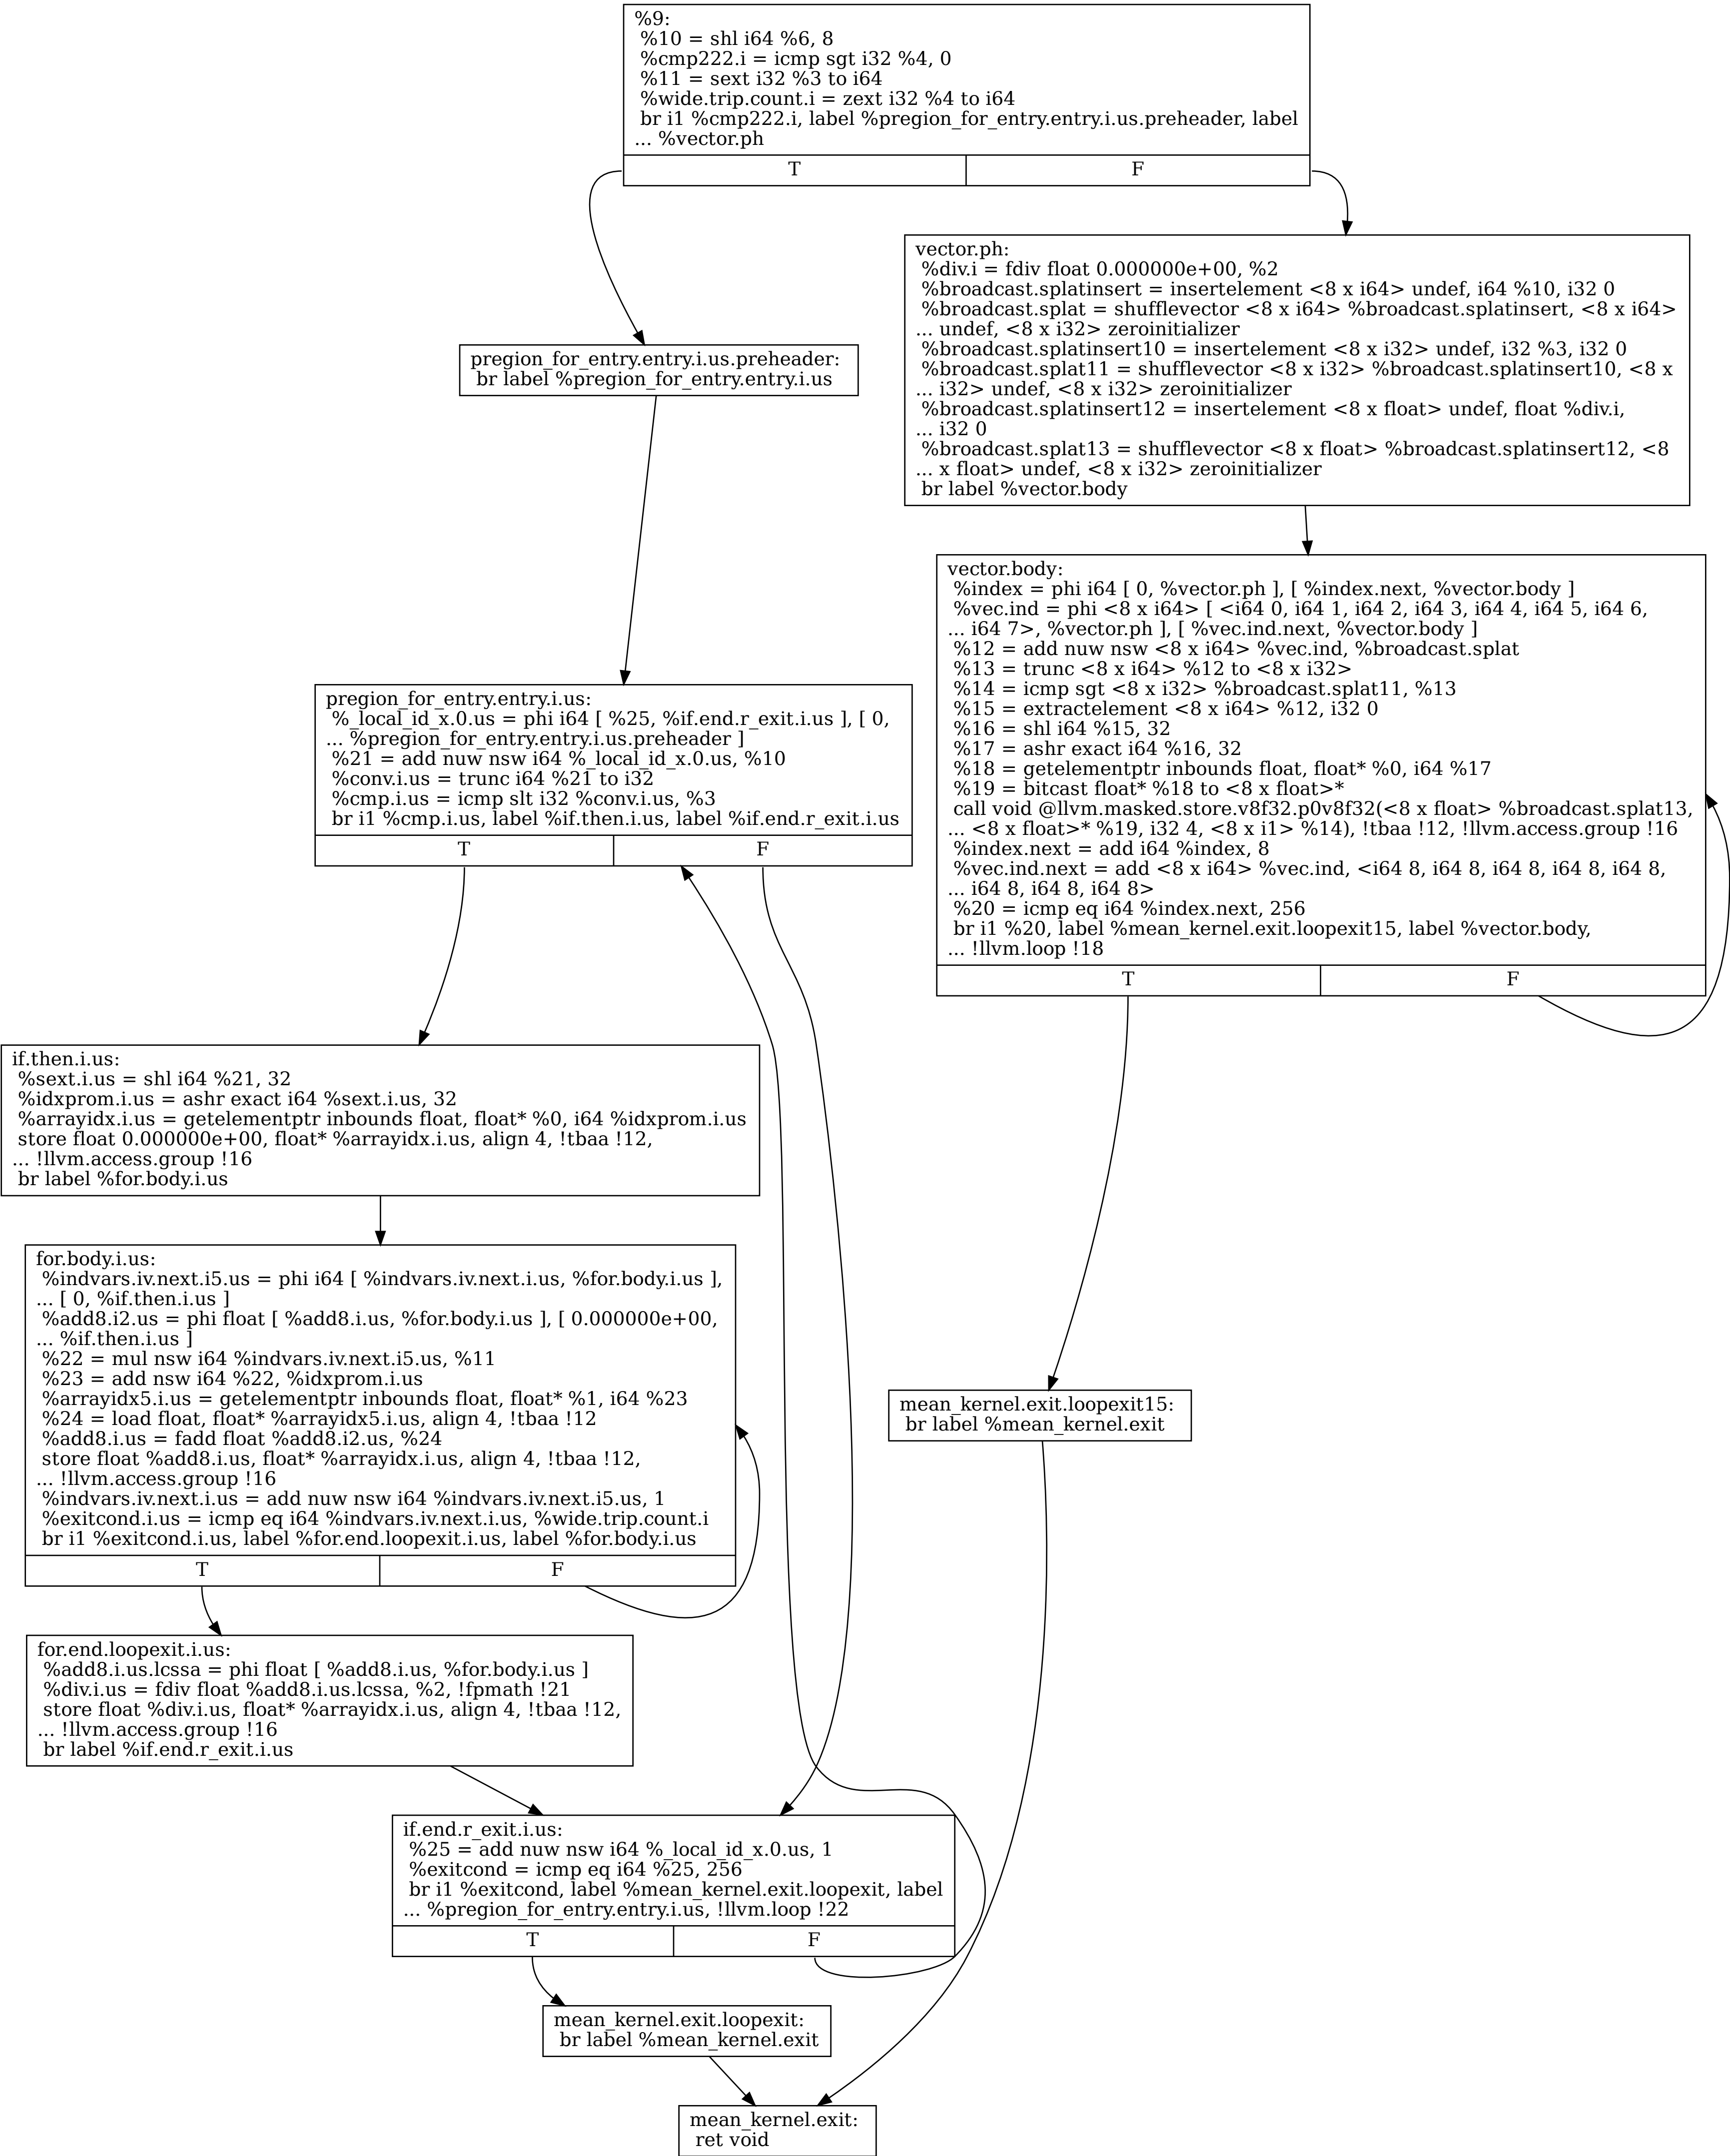 %9:
%10 = shl i64 %6, 8
%cmp222.i = icmp sgt i32 %4, 0
%11 = sext i32 %3 to i64
%wide.trip.count.i = zext i32 %4 to i64
br i1 %cmp222.i, label %pregion_for_entry.entry.i.us.preheader, label
... %vector.ph
T
F
vector.ph:
%div.i = fdiv float 0.000000e+00, %2
%broadcast.splatinsert = insertelement <8 x i64> undef, i64 %10, i32 0
%broadcast.splat = shufflevector <8 x i64> %broadcast.splatinsert, <8 x i64>
... undef, <8 x i32> zeroinitializer
%broadcast.splatinsert10 = insertelement <8 x i32> undef, i32 %3, i32 0
%broadcast.splat11 = shufflevector <8 x i32> %broadcast.splatinsert10, <8 x
... i32> undef, <8 x i32> zeroinitializer
%broadcast.splatinsert12 = insertelement <8 x float> undef, float %div.i,
... i32 0
%broadcast.splat13 = shufflevector <8 x float> %broadcast.splatinsert12, <8
... x float> undef, <8 x i32> zeroinitializer
br label %vector.body
pregion_for_entry.entry.i.us.preheader:
br label %pregion_for_entry.entry.i.us
vector.body:
%index = phi i64 [ 0, %vector.ph ], [ %index.next, %vector.body ]
%vec.ind = phi <8 x i64> [ <i64 0, i64 1, i64 2, i64 3, i64 4, i64 5, i64 6,
... i64 7>, %vector.ph ], [ %vec.ind.next, %vector.body ]
%12 = add nuw nsw <8 x i64> %vec.ind, %broadcast.splat
%13 = trunc <8 x i64> %12 to <8 x i32>
%14 = icmp sgt <8 x i32> %broadcast.splat11, %13
%15 = extractelement <8 x i64> %12, i32 0
%16 = shl i64 %15, 32
%17 = ashr exact i64 %16, 32
%18 = getelementptr inbounds float, float* %0, i64 %17
%19 = bitcast float* %18 to <8 x float>*
call void @llvm.masked.store.v8f32.p0v8f32(<8 x float> %broadcast.splat13,
... <8 x float>* %19, i32 4, <8 x i1> %14), !tbaa !12, !llvm.access.group !16
%index.next = add i64 %index, 8
%vec.ind.next = add <8 x i64> %vec.ind, <i64 8, i64 8, i64 8, i64 8, i64 8,
... i64 8, i64 8, i64 8>
%20 = icmp eq i64 %index.next, 256
br i1 %20, label %mean_kernel.exit.loopexit15, label %vector.body,
... !llvm.loop !18
T
F
pregion_for_entry.entry.i.us:
%_local_id_x.0.us = phi i64 [ %25, %if.end.r_exit.i.us ], [ 0,
... %pregion_for_entry.entry.i.us.preheader ]
%21 = add nuw nsw i64 %_local_id_x.0.us, %10
%conv.i.us = trunc i64 %21 to i32
%cmp.i.us = icmp slt i32 %conv.i.us, %3
br i1 %cmp.i.us, label %if.then.i.us, label %if.end.r_exit.i.us
T
F
if.then.i.us:
%sext.i.us = shl i64 %21, 32
%idxprom.i.us = ashr exact i64 %sext.i.us, 32
%arrayidx.i.us = getelementptr inbounds float, float* %0, i64 %idxprom.i.us
store float 0.000000e+00, float* %arrayidx.i.us, align 4, !tbaa !12,
... !llvm.access.group !16
br label %for.body.i.us
for.body.i.us:
%indvars.iv.next.i5.us = phi i64 [ %indvars.iv.next.i.us, %for.body.i.us ],
... [ 0, %if.then.i.us ]
%add8.i2.us = phi float [ %add8.i.us, %for.body.i.us ], [ 0.000000e+00,
... %if.then.i.us ]
%22 = mul nsw i64 %indvars.iv.next.i5.us, %11
%23 = add nsw i64 %22, %idxprom.i.us
%arrayidx5.i.us = getelementptr inbounds float, float* %1, i64 %23
%24 = load float, float* %arrayidx5.i.us, align 4, !tbaa !12
%add8.i.us = fadd float %add8.i2.us, %24
store float %add8.i.us, float* %arrayidx.i.us, align 4, !tbaa !12,
... !llvm.access.group !16
%indvars.iv.next.i.us = add nuw nsw i64 %indvars.iv.next.i5.us, 1
%exitcond.i.us = icmp eq i64 %indvars.iv.next.i.us, %wide.trip.count.i
br i1 %exitcond.i.us, label %for.end.loopexit.i.us, label %for.body.i.us
T
F
mean_kernel.exit.loopexit15:
br label %mean_kernel.exit
for.end.loopexit.i.us:
%add8.i.us.lcssa = phi float [ %add8.i.us, %for.body.i.us ]
%div.i.us = fdiv float %add8.i.us.lcssa, %2, !fpmath !21
store float %div.i.us, float* %arrayidx.i.us, align 4, !tbaa !12,
... !llvm.access.group !16
br label %if.end.r_exit.i.us
if.end.r_exit.i.us:
%25 = add nuw nsw i64 %_local_id_x.0.us, 1
%exitcond = icmp eq i64 %25, 256
br i1 %exitcond, label %mean_kernel.exit.loopexit, label
... %pregion_for_entry.entry.i.us, !llvm.loop !22
T
F
mean_kernel.exit.loopexit:
br label %mean_kernel.exit
mean_kernel.exit:
ret void